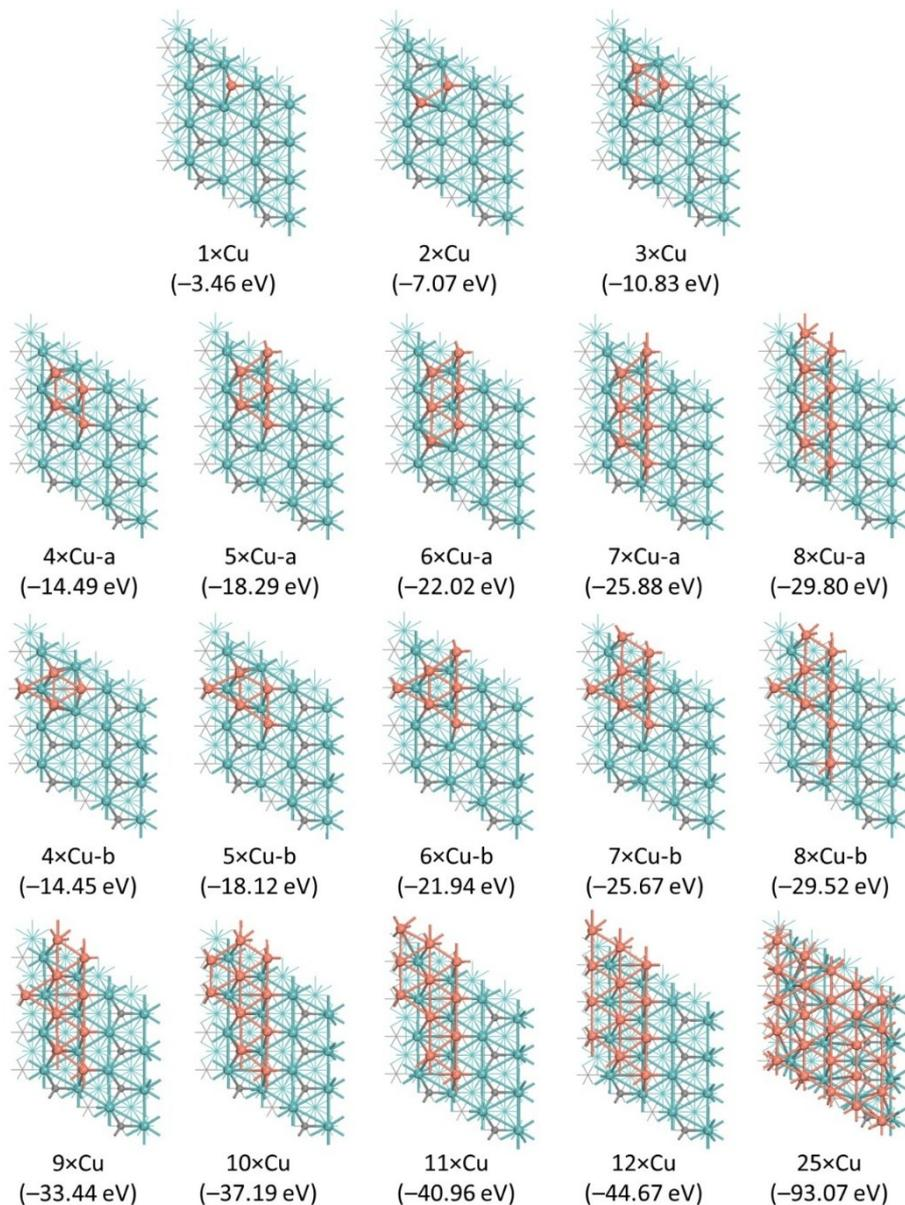 1×Cu
(–3.46 eV)
2×Cu
(–7.07 eV)
3×Cu
(–10.83 eV)
4×Cu-a
(–14.49 eV)
5×Cu-a
(–18.29 eV)
6×Cu-a
(–22.02 eV)
7×Cu-a
(–25.88 eV)
8×Cu-a
(–29.80 eV)
4×Cu-b
(–14.45 eV)
5×Cu-b
(–18.12 eV)
6×Cu-b
(–21.94 eV)
7×Cu-b
(–25.67 eV)
8×Cu-b
(–29.52 eV)
9×Cu
(–33.44 eV)
10×Cu
(–37.19 eV)
11×Cu
(–40.96 eV)
12×Cu
(–44.67 eV)
25×Cu
(–93.07 eV)